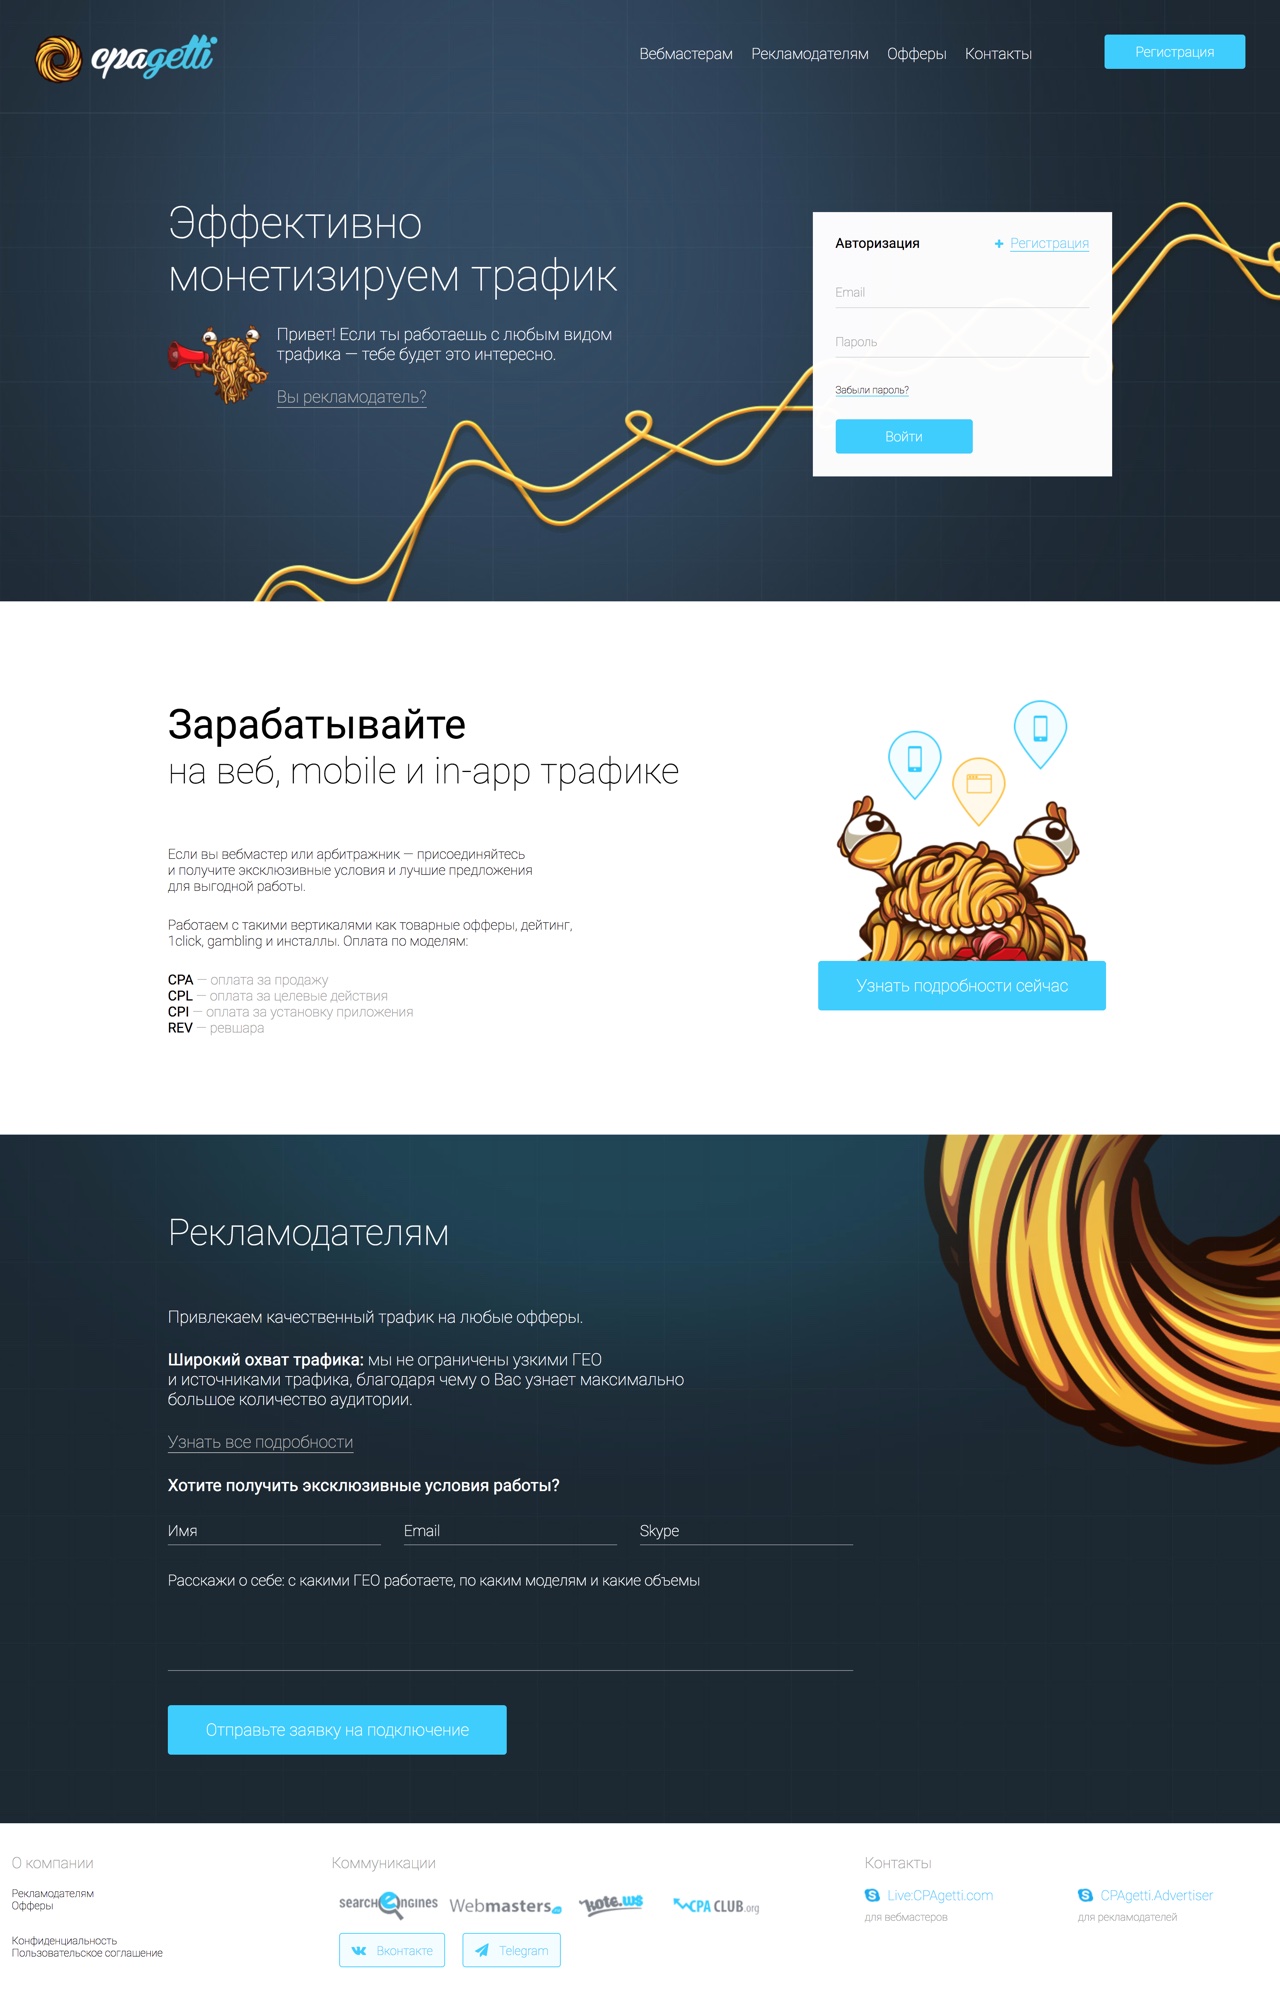 cpagetti
Вебмастерам Рекламодателям Офферы Контакты
Регистрация
Эффективно
монетизируем трафик
Привет! Если ты работаешь с любым видом
трафика — тебе будет это интересно.
Вы рекламодатель?
Авторизация
+ Регистрация
Email
Пароль
Забыли пароль?
Войти
Зарабатывайте
на веб, mobile и in-app трафике
Если вы вебмастер или арбитражник — присоединяйтесь
и получите эксклюзивные условия и лучшие предложения
для выгодной работы.
Работаем с такими вертикалями как товарные офферы, дейтинг,
1click, gambling и инсталлы. Оплата по моделям:
CPA — оплата за продажу
CPL — оплата за целевые действия
CPI — оплата за установку приложения
REV — ревшара
Узнать подробности сейчас
Рекламодателям
Привлекаем качественный трафик на любые офферы.
Широкий охват трафика: мы не ограничены узкими ГЕО
и источниками трафика, благодаря чему о Вас узнает максимально
большое количество аудитории.
Узнать все подробности
Хотите получить эксклюзивные условия работы?
Имя
Email
Skype
Расскажи о себе: с какими ГЕО работаете, по каким моделям и какие объемы
Отправьте заявку на подключение
О компании
Рекламодателям
Офферы
Конфиденциальность
Пользовательское соглашение
Коммуникации
searchengines
Webmasters
note.ws
CPA CLUB.org
Вконтакте
Telegram
Контакты
Live:CPAgetti.com
для вебмастеров
CPAgetti.Advertiser
для рекламодателей